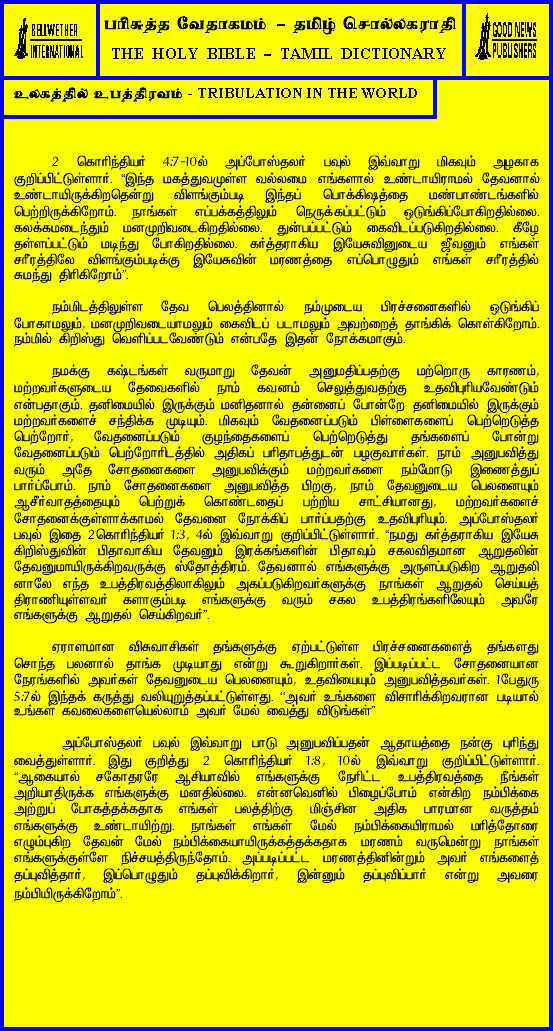 BELLWETHER
INTERNATIONAL
பரிசுத்த வேதாகமம் – தமிழ் சொல்லகராதி
THE HOLY BIBLE – TAMIL DICTIONARY
GOOD NEWS
PUBLISHERS
உலகத்தில் உபத்திரவம் - TRIBULATION IN THE WORLD
2 கொரிந்தியர் 4:7-10ல் அப்போஸ்தலர் பவுல் இவ்வாறு மிகவும் அழகாக
குறிப்பிட்டுள்ளார். “இந்த மகத்துவமுள்ள வல்லமை எங்களால் உண்டாயிராமல் தேவனால்
உண்டாயிருக்கிறதென்று விளங்கும்படி இந்தப் பொக்கிஷத்தை மண்பாண்டங்களில்
பெற்றிருக்கிறோம். நாங்கள் எப்பக்கத்திலும் நெருக்கப்பட்டும் ஒடுங்கிப்போகிறதில்லை.
கலக்கமடைந்தும் மனமுறிவடைகிறதில்லை. துன்பப்பட்டும் கைவிடப்படுகிறதில்லை. கீழே
தள்ளப்பட்டும் மடிந்து போகிறதில்லை. கர்த்தராகிய இயேசுவினுடைய ஜீவனும் எங்கள்
சரீரத்திலே விளங்கும்படிக்கு இயேசுவின் மரணத்தை எப்பொழுதும் எங்கள் சரீரத்தில்
சுமந்து திரிகிறோம்”.
நம்மிடத்திலுள்ள தேவ பெலத்தினால் நம்முடைய பிரச்சனைகளில் ஒடுங்கிப்
போகாமலும், மனமுறிவடையாமலும் கைவிடப் படாமலும் அவற்றைத் தாங்கிக் கொள்கிறோம்.
நம்மில் கிறிஸ்து வெளிப்படவேண்டும் என்பதே இதன் நோக்கமாகும்.
நமக்கு கஷ்டங்கள் வருமாறு தேவன் அனுமதிப்பதற்கு மற்றொரு காரணம்,
மற்றவர்களுடைய தேவைகளில் நாம் கவனம் செலுத்துவதற்கு உதவிபுரியவேண்டும்
என்பதாகும். தனிமையில் இருக்கும் மனிதனால் தன்னைப் போன்றே தனிமையில் இருக்கும்
மற்றவர்களைச் சந்திக்க முடியும். மிகவும் வேதனைப்படும் பிள்ளைகளைப் பெற்றெடுத்த
பெற்றோர், வேதனைப்படும் குழந்தைகளைப் பெற்றெடுத்து தங்களைப் போன்று
வேதனைப்படும் பெற்றோரிடத்தில் அதிகப் பரிதாபத்துடன் பழகுவார்கள். நாம் அனுபவித்து
வரும் அதே சோதனைகளை அனுபவிக்கும் மற்றவர்களை நம்மோடு இணைத்துப்
பார்ப்போம். நாம் சோதனைகளை அனுபவித்த பிறகு, நாம் தேவனுடைய பெலனையும்
ஆசீர்வாதத்தையும் பெற்றுக் கொண்டதைப் பற்றிய சாட்சியானது, மற்றவர்களைச்
சோதனைக்குள்ளாக்காமல் தேவனை நோக்கிப் பார்ப்பதற்கு உதவிபுரியும். அப்போஸ்தலர்
பவுல் இதை 2கொரிந்தியர் 1:3, 4ல் இவ்வாறு குறிப்பிட்டுள்ளார். “நமது கர்த்தராகிய இயேசு
கிறிஸ்துவின் பிதாவாகிய தேவனும் இரக்கங்களின் பிதாவும் சகலவிதமான ஆறுதலின்
தேவனுமாயிருக்கிறவருக்கு ஸ்தோத்திரம். தேவனால் எங்களுக்கு அருளப்படுகிற ஆறுதலி
னாலே எந்த உபத்திரவத்திலாகிலும் அகப்படுகிறவர்களுக்கு நாங்கள் ஆறுதல் செய்யத்
திராணியுள்ளவர் களாகும்படி எங்களுக்கு வரும் சகல உபத்திரங்களிலேயும் அவரே
எங்களுக்கு ஆறுதல் செய்கிறவர்”.
ஏராளமான விசுவாசிகள் தங்களுக்கு ஏற்பட்டுள்ள பிரச்சனைகளைத் தங்களது
சொந்த பலனால் தாங்க முடியாது என்று கூறுகிறார்கள். இப்படிப்பட்ட சோதனையான
நேரங்களில் அவர்கள் தேவனுடைய பெலனையும், உதவியையும் அனுபவித்தவர்கள். 1பேதுரு
5:7ல் இந்தக் கருத்து வலியுறுத்தப்பட்டுள்ளது. “அவர் உங்களை விசாரிக்கிறவரான படியால்
உங்கள் கவலைகளையெல்லாம் அவர் மேல் வைத்து விடுங்கள்”
அப்போஸ்தலர் பவுல் இவ்வாறு பாடு அனுபவிப்பதன் ஆதாயத்தை நன்கு புரிந்து
வைத்துள்ளார். இது குறித்து 2 கொரிந்தியர் 1:8, 10ல் இவ்வாறு குறிப்பிட்டுள்ளார்.
“ஆகையால் சகோதரரே ஆசியாவில் எங்களுக்கு நேரிட்ட உபத்திரவத்தை நீங்கள்
அறியாதிருக்க எங்களுக்கு மனதில்லை. என்னவெனில் பிழைப்போம் என்கிற நம்பிக்கை
அற்றுப் போகத்தக்கதாக எங்கள் பலத்திற்கு மிஞ்சின அதிக பாரமான வருத்தம்
எங்களுக்கு உண்டாயிற்று. நாங்கள் எங்கள் மேல் நம்பிக்கையிராமல் மரித்தோரை
எழும்புகிற தேவன் மேல் நம்பிக்கையாயிருக்கத்தக்கதாக மரணம் வருமென்று நாங்கள்
எங்களுக்குள்ளே நிச்சயத்திருந்தோம். அப்படிப்பட்ட மரணத்தினின்றும் அவர் எங்களைத்
தப்புவித்தார், இப்பொழுதும் தப்புவிக்கிறார், இன்னும் தப்புவிப்பார் என்று அவரை
நம்பியிருக்கிறோம்”.